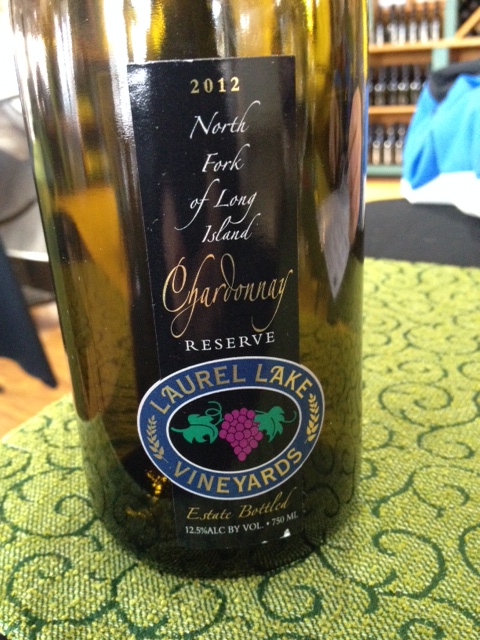 2012
North
Fork
of Long
Island
Chardonnay
RESERVE
LAUREL LAKE
VINEYARDS
Estate Bottled
12.5%ALC BY VOL. • 750 ML